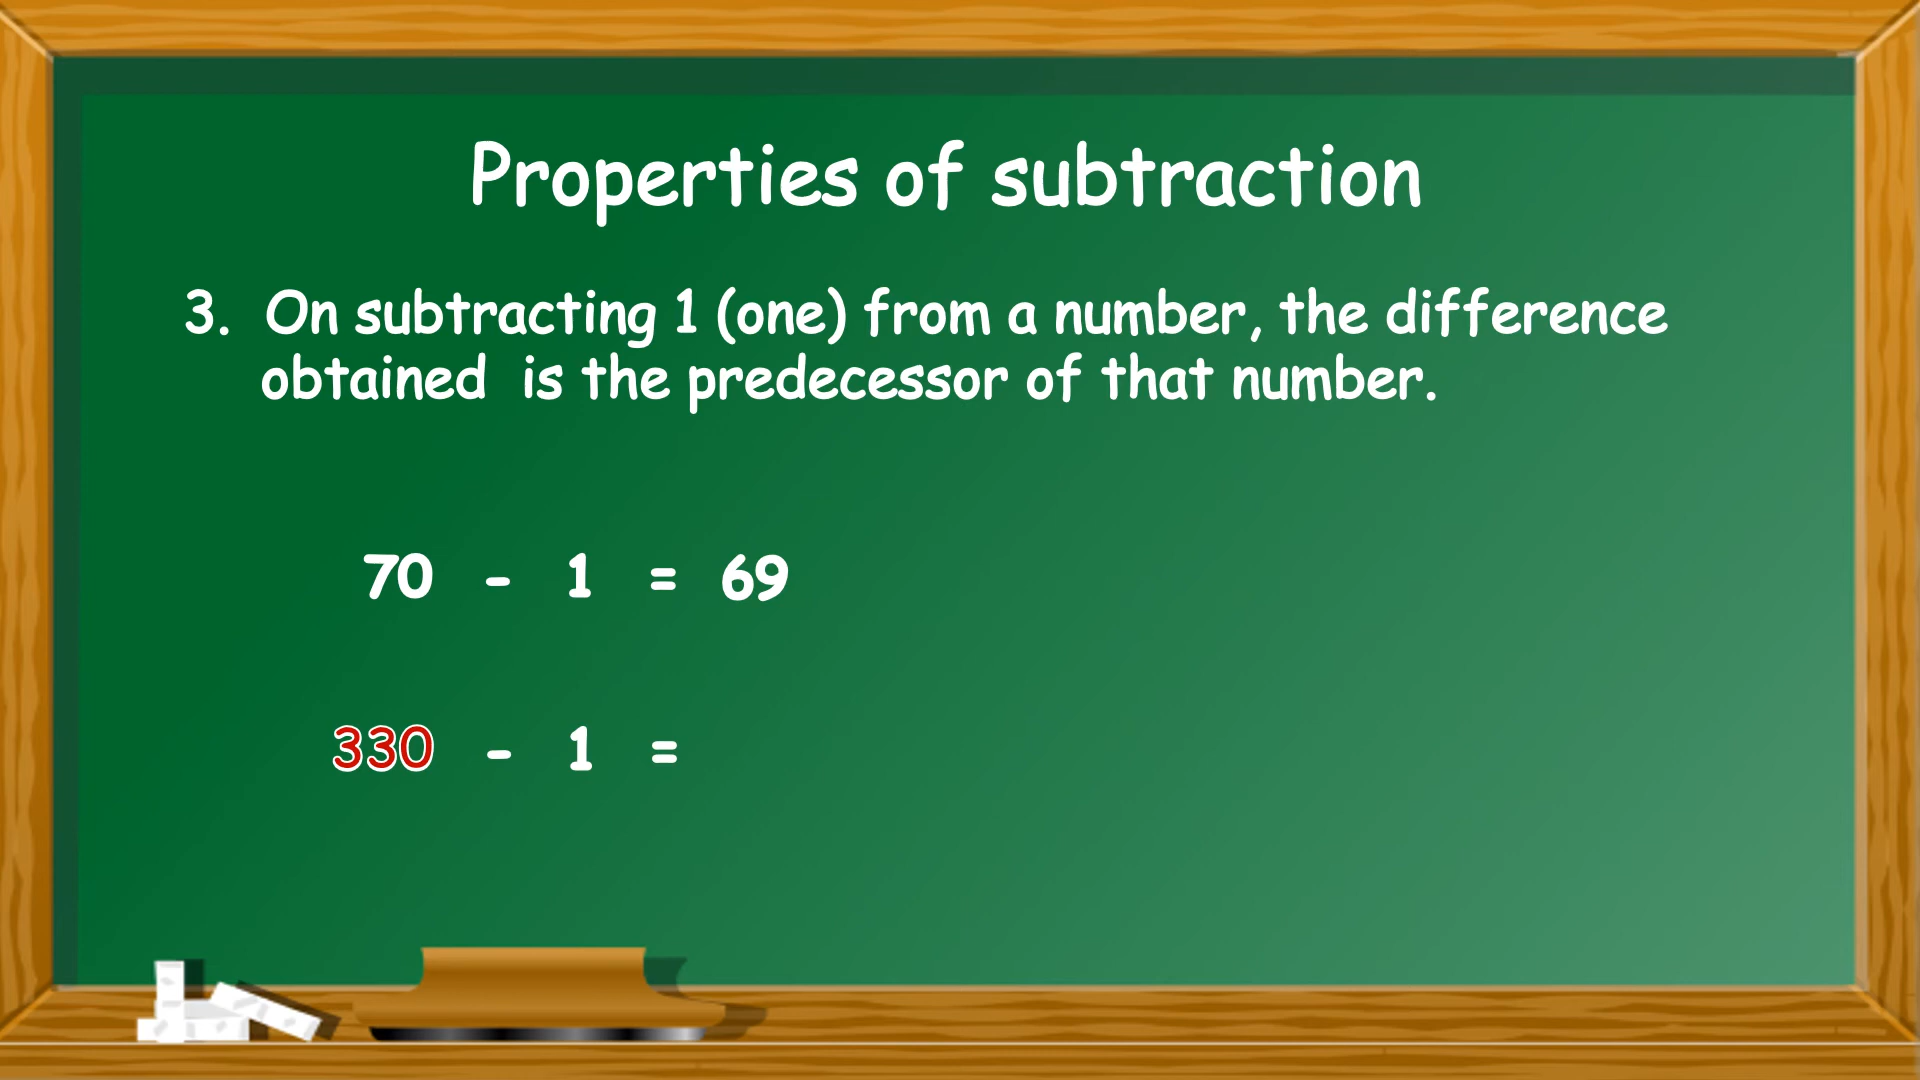 Properties of subtraction
3. On subtracting 1 (one) from a number, the difference
obtained is the predecessor of that number.
70 - 1 = 69
330 - 1 =